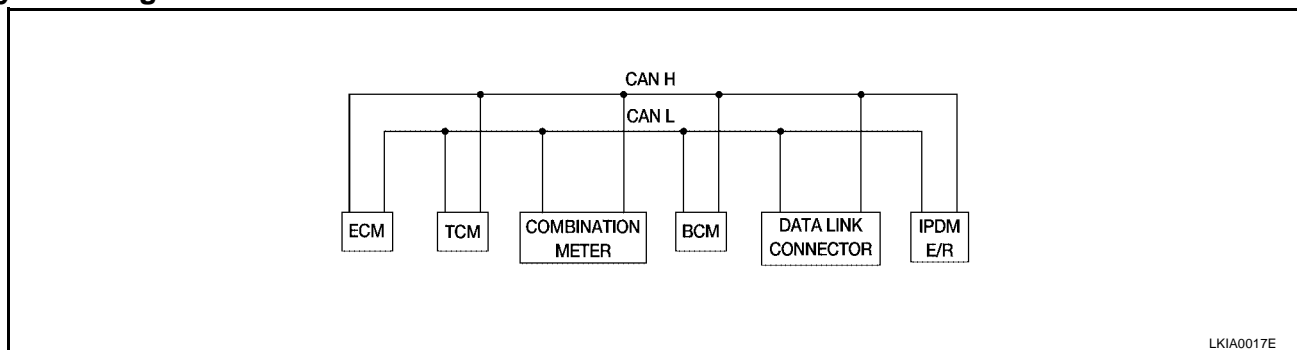 CAN H
CAN L
ECM
TCM
COMBINATION
METER
BCM
DATA LINK
CONNECTOR
IPDM
E/R
LKIA0017E